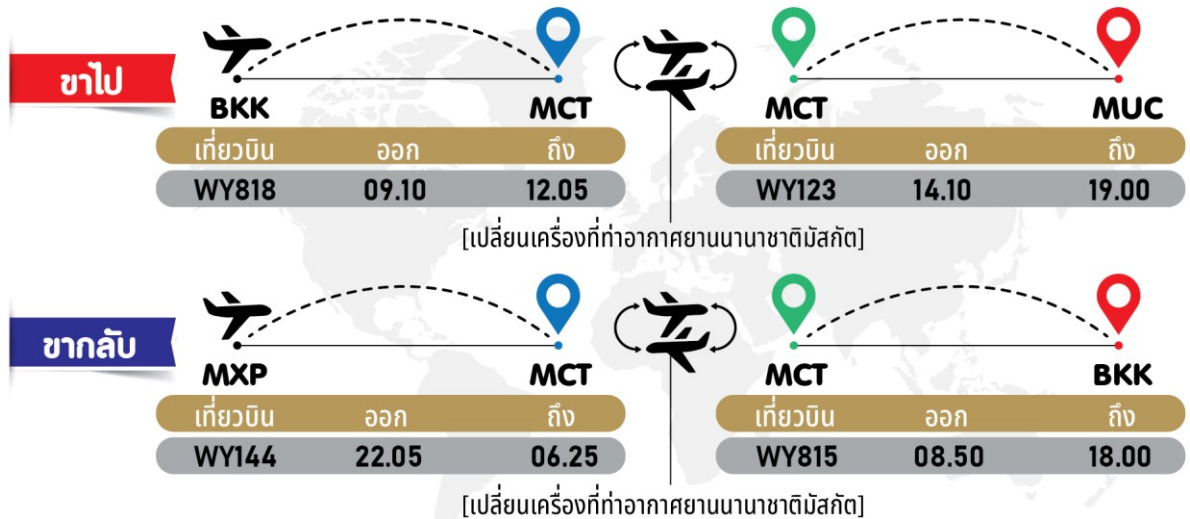 ขาไป
BKK MCT MCT MUC
เที่ยวบิน ออก ถึง เที่ยวบิน ออก ถึง
WY818 09.10 12.05 WY123 14.10 19.00
[เปลี่ยนเครื่องที่ท่าอากาศยานนานาชาติมัสกัต]
ขากลับ
MXP MCT MCT BKK
เที่ยวบิน ออก ถึง เที่ยวบิน ออก ถึง
WY144 22.05 06.25 WY815 08.50 18.00
[เปลี่ยนเครื่องที่ท่าอากาศยานนานาชาติมัสกัต]